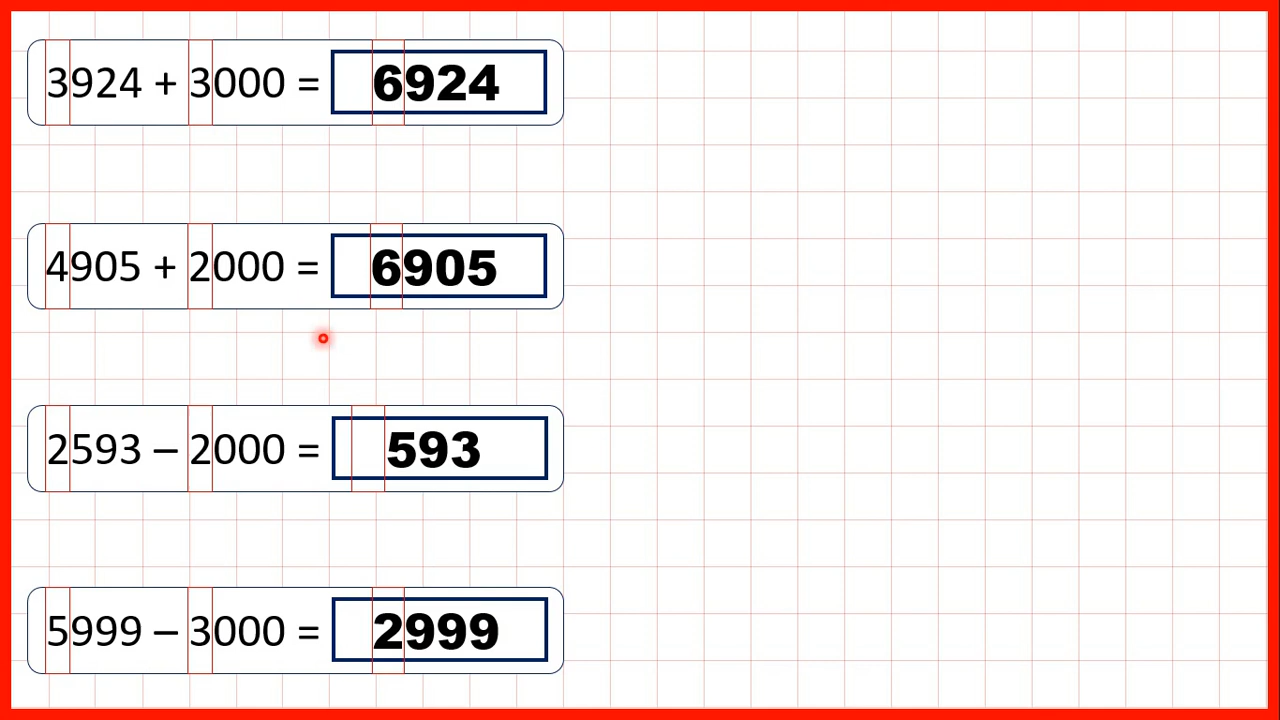 3924 + 3000 = 6924
4905 + 2000 = 6905
2593 – 2000 = 593
5999 – 3000 = 2999